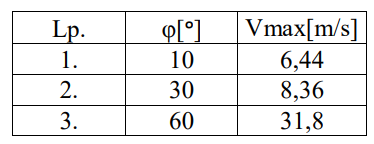 Lp. φ[°] Vmax[m/s]
1. 10 6,44
2. 30 8,36
3. 60 31,8